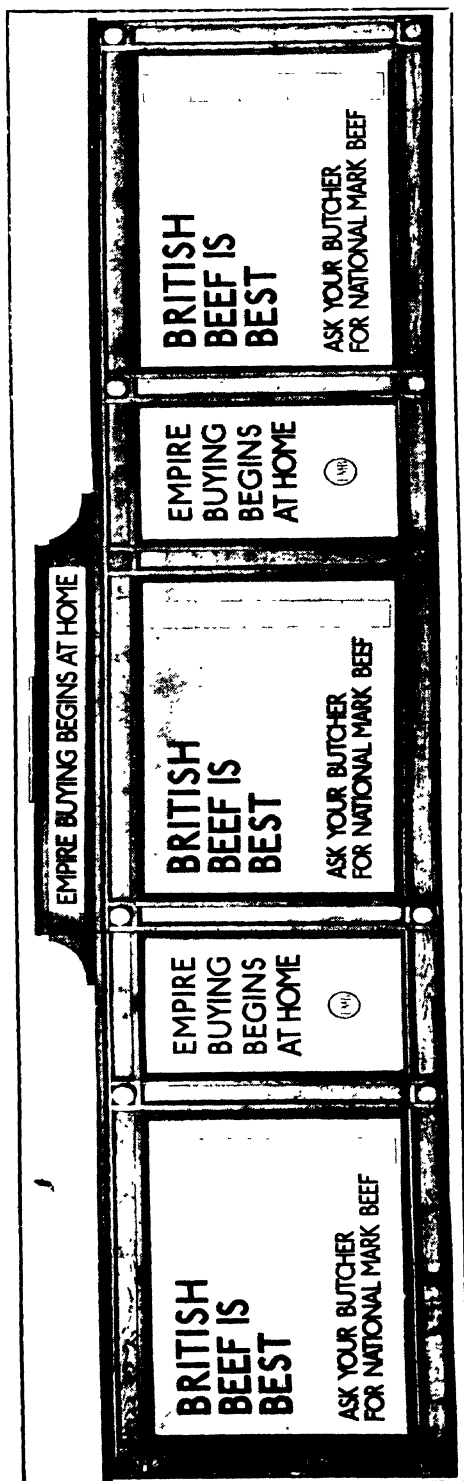 EMPIRE BUYING BEGINS AT HOME
BRITISH
BEEF IS
BEST
ASK YOUR BUTCHER
FOR NATIONAL MARK BEEF
EMPIRE
BUYING
BEGINS
AT HOME
BRITISH
BEEF IS
BEST
ASK YOUR BUTCHER
FOR NATIONAL MARK BEEF
EMPIRE
BUYING
BEGINS
AT HOME
BRITISH
BEEF IS
BEST
ASK YOUR BUTCHER
FOR NATIONAL MARK BEEF